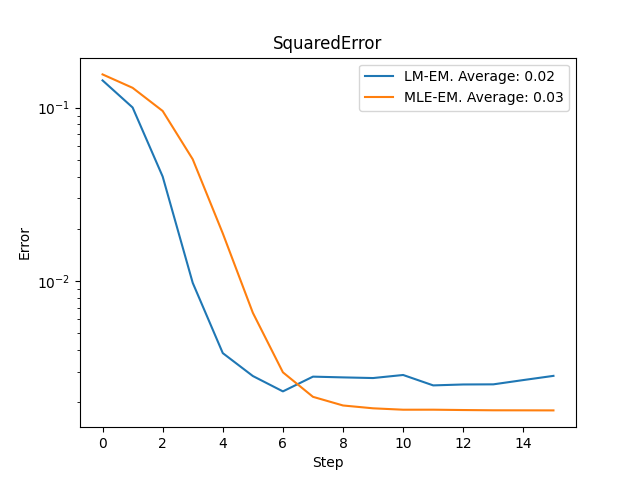 SquaredError
LM-EM. Average: 0.02
MLE-EM. Average: 0.03
10⁻¹
10⁻²
Error
0 2 4 6 8 10 12 14
Step